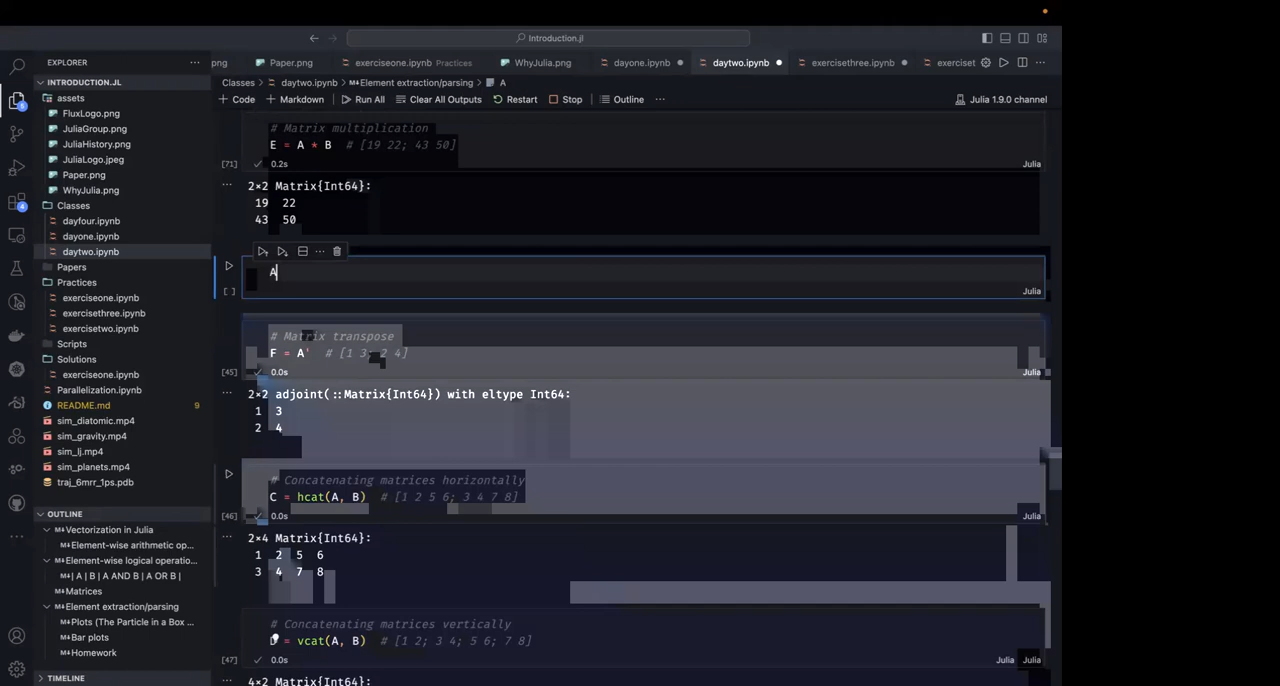 Introduction.jl
EXPLORER
png
Paper.png
exerciseone.ipynb Practices
WhyJulia.png
dayone.ipynb
daytwo.ipynb
exercisethree.ipynb
exerciset
INTRODUCTION.JL
Classes > daytwo.ipynb > Element extraction/parsing > A
+ Code + Markdown Run All Clear All Outputs Restart Stop Outline ... Julia 1.9.0 channel
assets
FluxLogo.png
JuliaGroup.png
JuliaHistory.png
JuliaLogo.jpeg
Paper.png
WhyJulia.png
Classes
dayfour.ipynb
dayone.ipynb
daytwo.ipynb
Papers
Practices
exerciseone.ipynb
exercisethree.ipynb
exercisetwo.ipynb
Scripts
Solutions
exerciseone.ipynb
Parallelization.ipynb
README.md 9
sim_diatomic.mp4
sim_gravity.mp4
sim_lj.mp4
sim_planets.mp4
traj_6mrr_1ps.pdb
OUTLINE
Vectorization in Julia
Element-wise arithmetic op...
Element-wise logical operatio...
| A | B | A AND B | A OR B |
Matrices
Element extraction/parsing
Plots (The Particle in a Box ...
Bar plots
Homework
TIMELINE
5
4
# Matrix multiplication
E = A * B # [19 22; 43 50]
[71] 0.2s Julia
2×2 Matrix{Int64}:
19 22
43 50
A
[ ] Julia
# Matrix transpose
F = A' # [1 3; 2 4]
[45] 0.0s Julia
2×2 adjoint(::Matrix{Int64}) with eltype Int64:
1 3
2 4
# Concatenating matrices horizontally
C = hcat(A, B) # [1 2 5 6; 3 4 7 8]
[46] 0.0s Julia
2×4 Matrix{Int64}:
1 2 5 6
3 4 7 8
# Concatenating matrices vertically
D = vcat(A, B) # [1 2; 3 4; 5 6; 7 8]
[47] 0.0s Julia Julia
4×2 Matrix{Int64}: